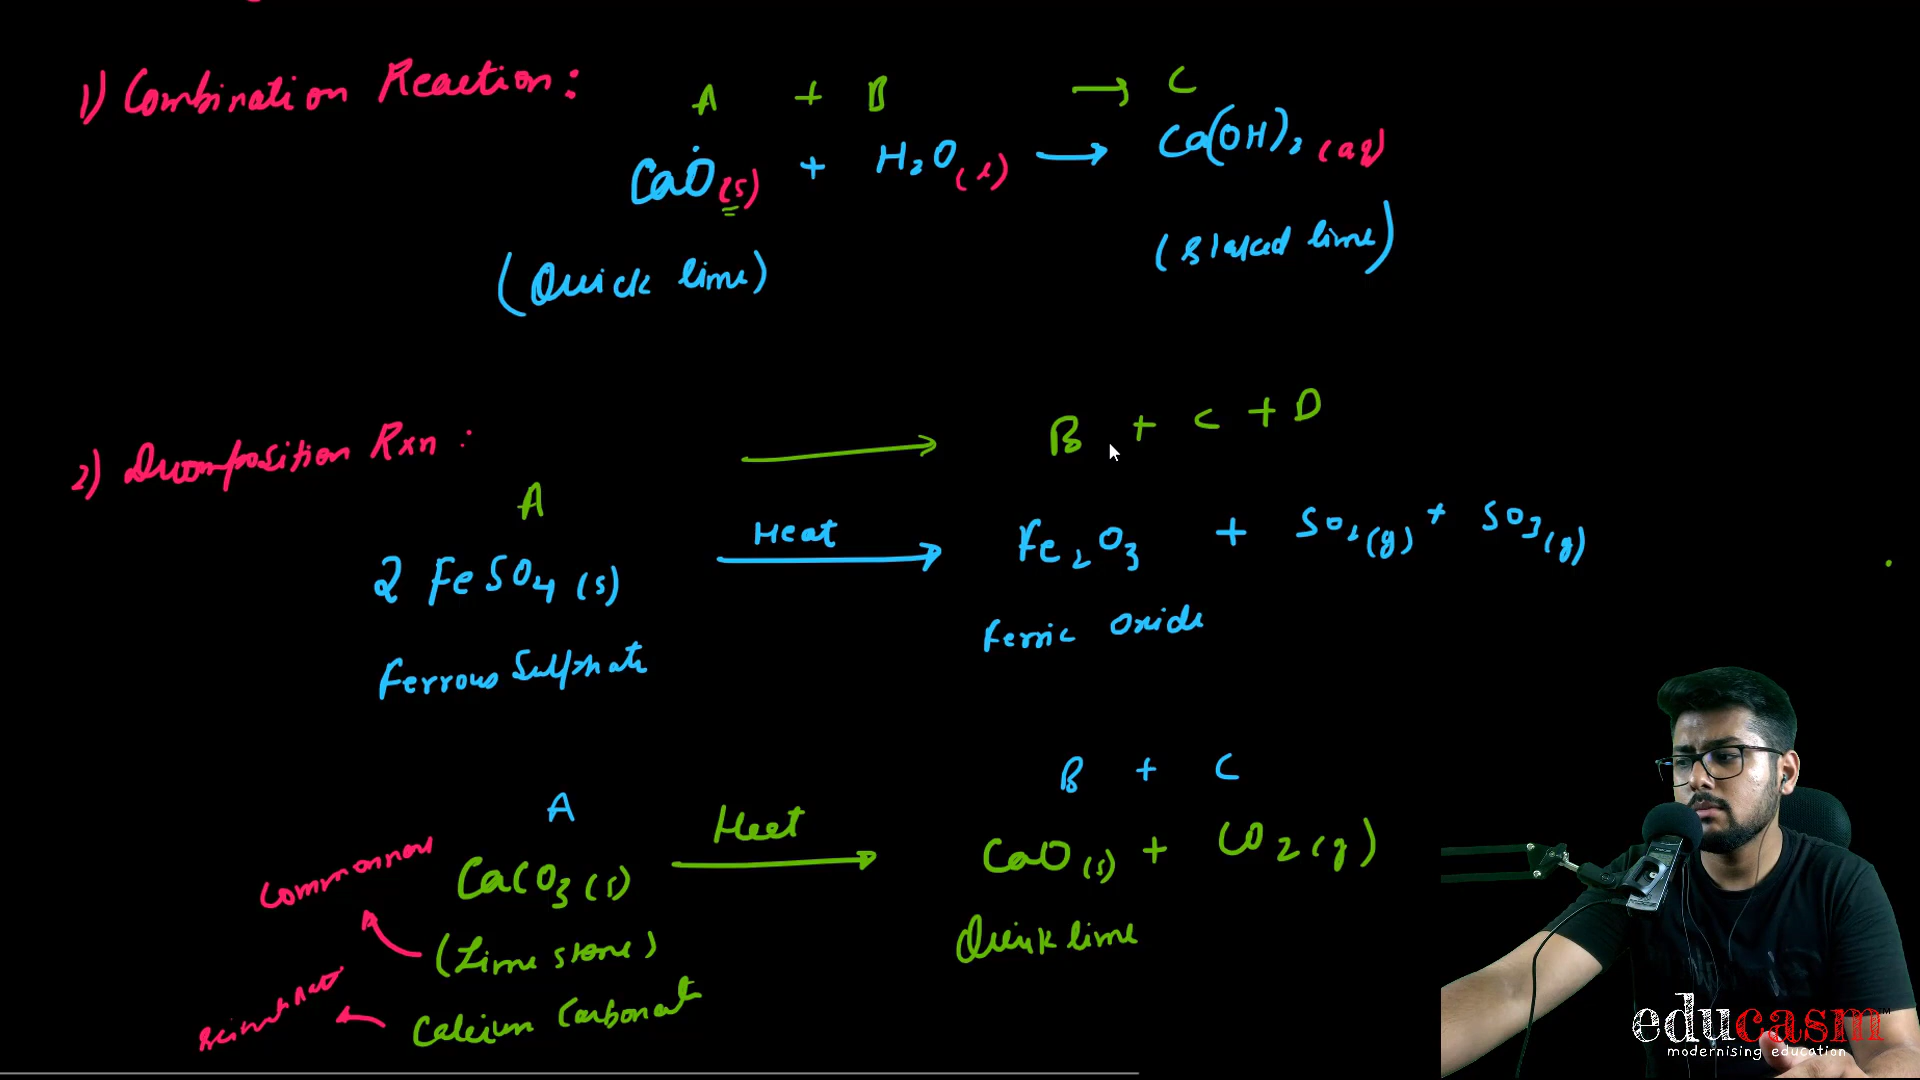 1) Combination Reaction :
A + B → C
CaO(s) + H₂O(l) → Ca(OH)₂(aq)
(Quick lime) (Slaked lime)
2) Decomposition Rxn :
A → B + C + D
2 FeSO₄(s) Heat → Fe₂O₃ + SO₂(g) + SO₃(g)
Ferrous Sulphate Ferric Oxide
A B + C
CaCO₃(s) Heat → CaO(s) + CO₂(g)
Common
(Lime stone) Quick lime
Calcium Carbonat
educasm
modernising education